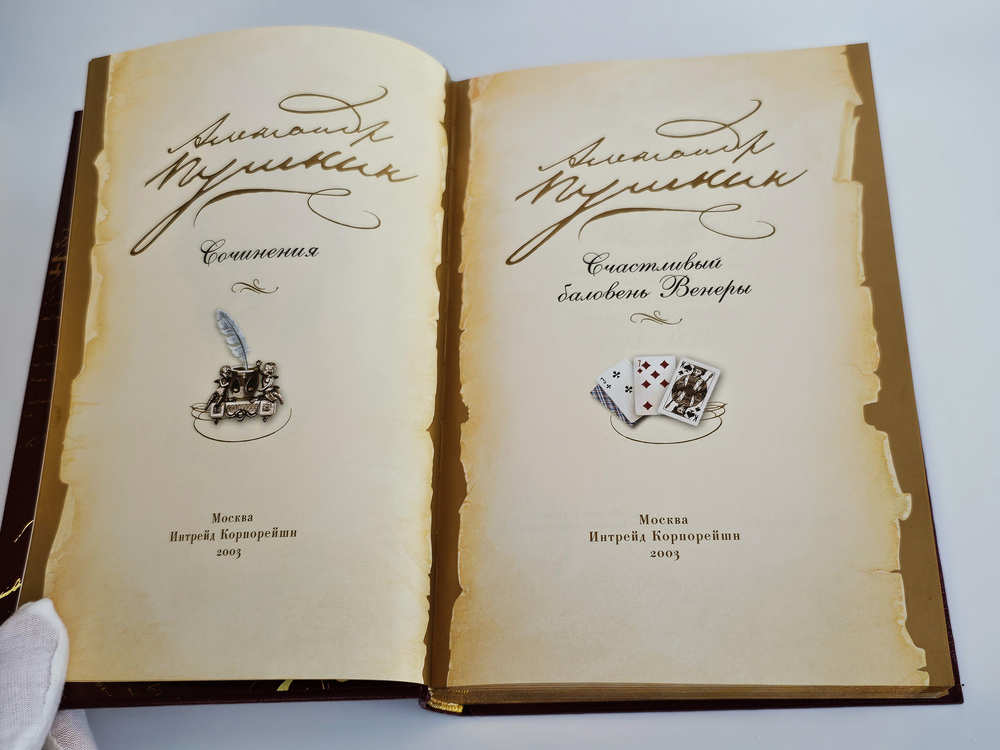 Александр
Пушкин
Сочинения
Москва
Интрейд Корпорейшн
2003
Александр
Пушкин
Счастливый
баловень Венеры
Москва
Интрейд Корпорейшн
2003